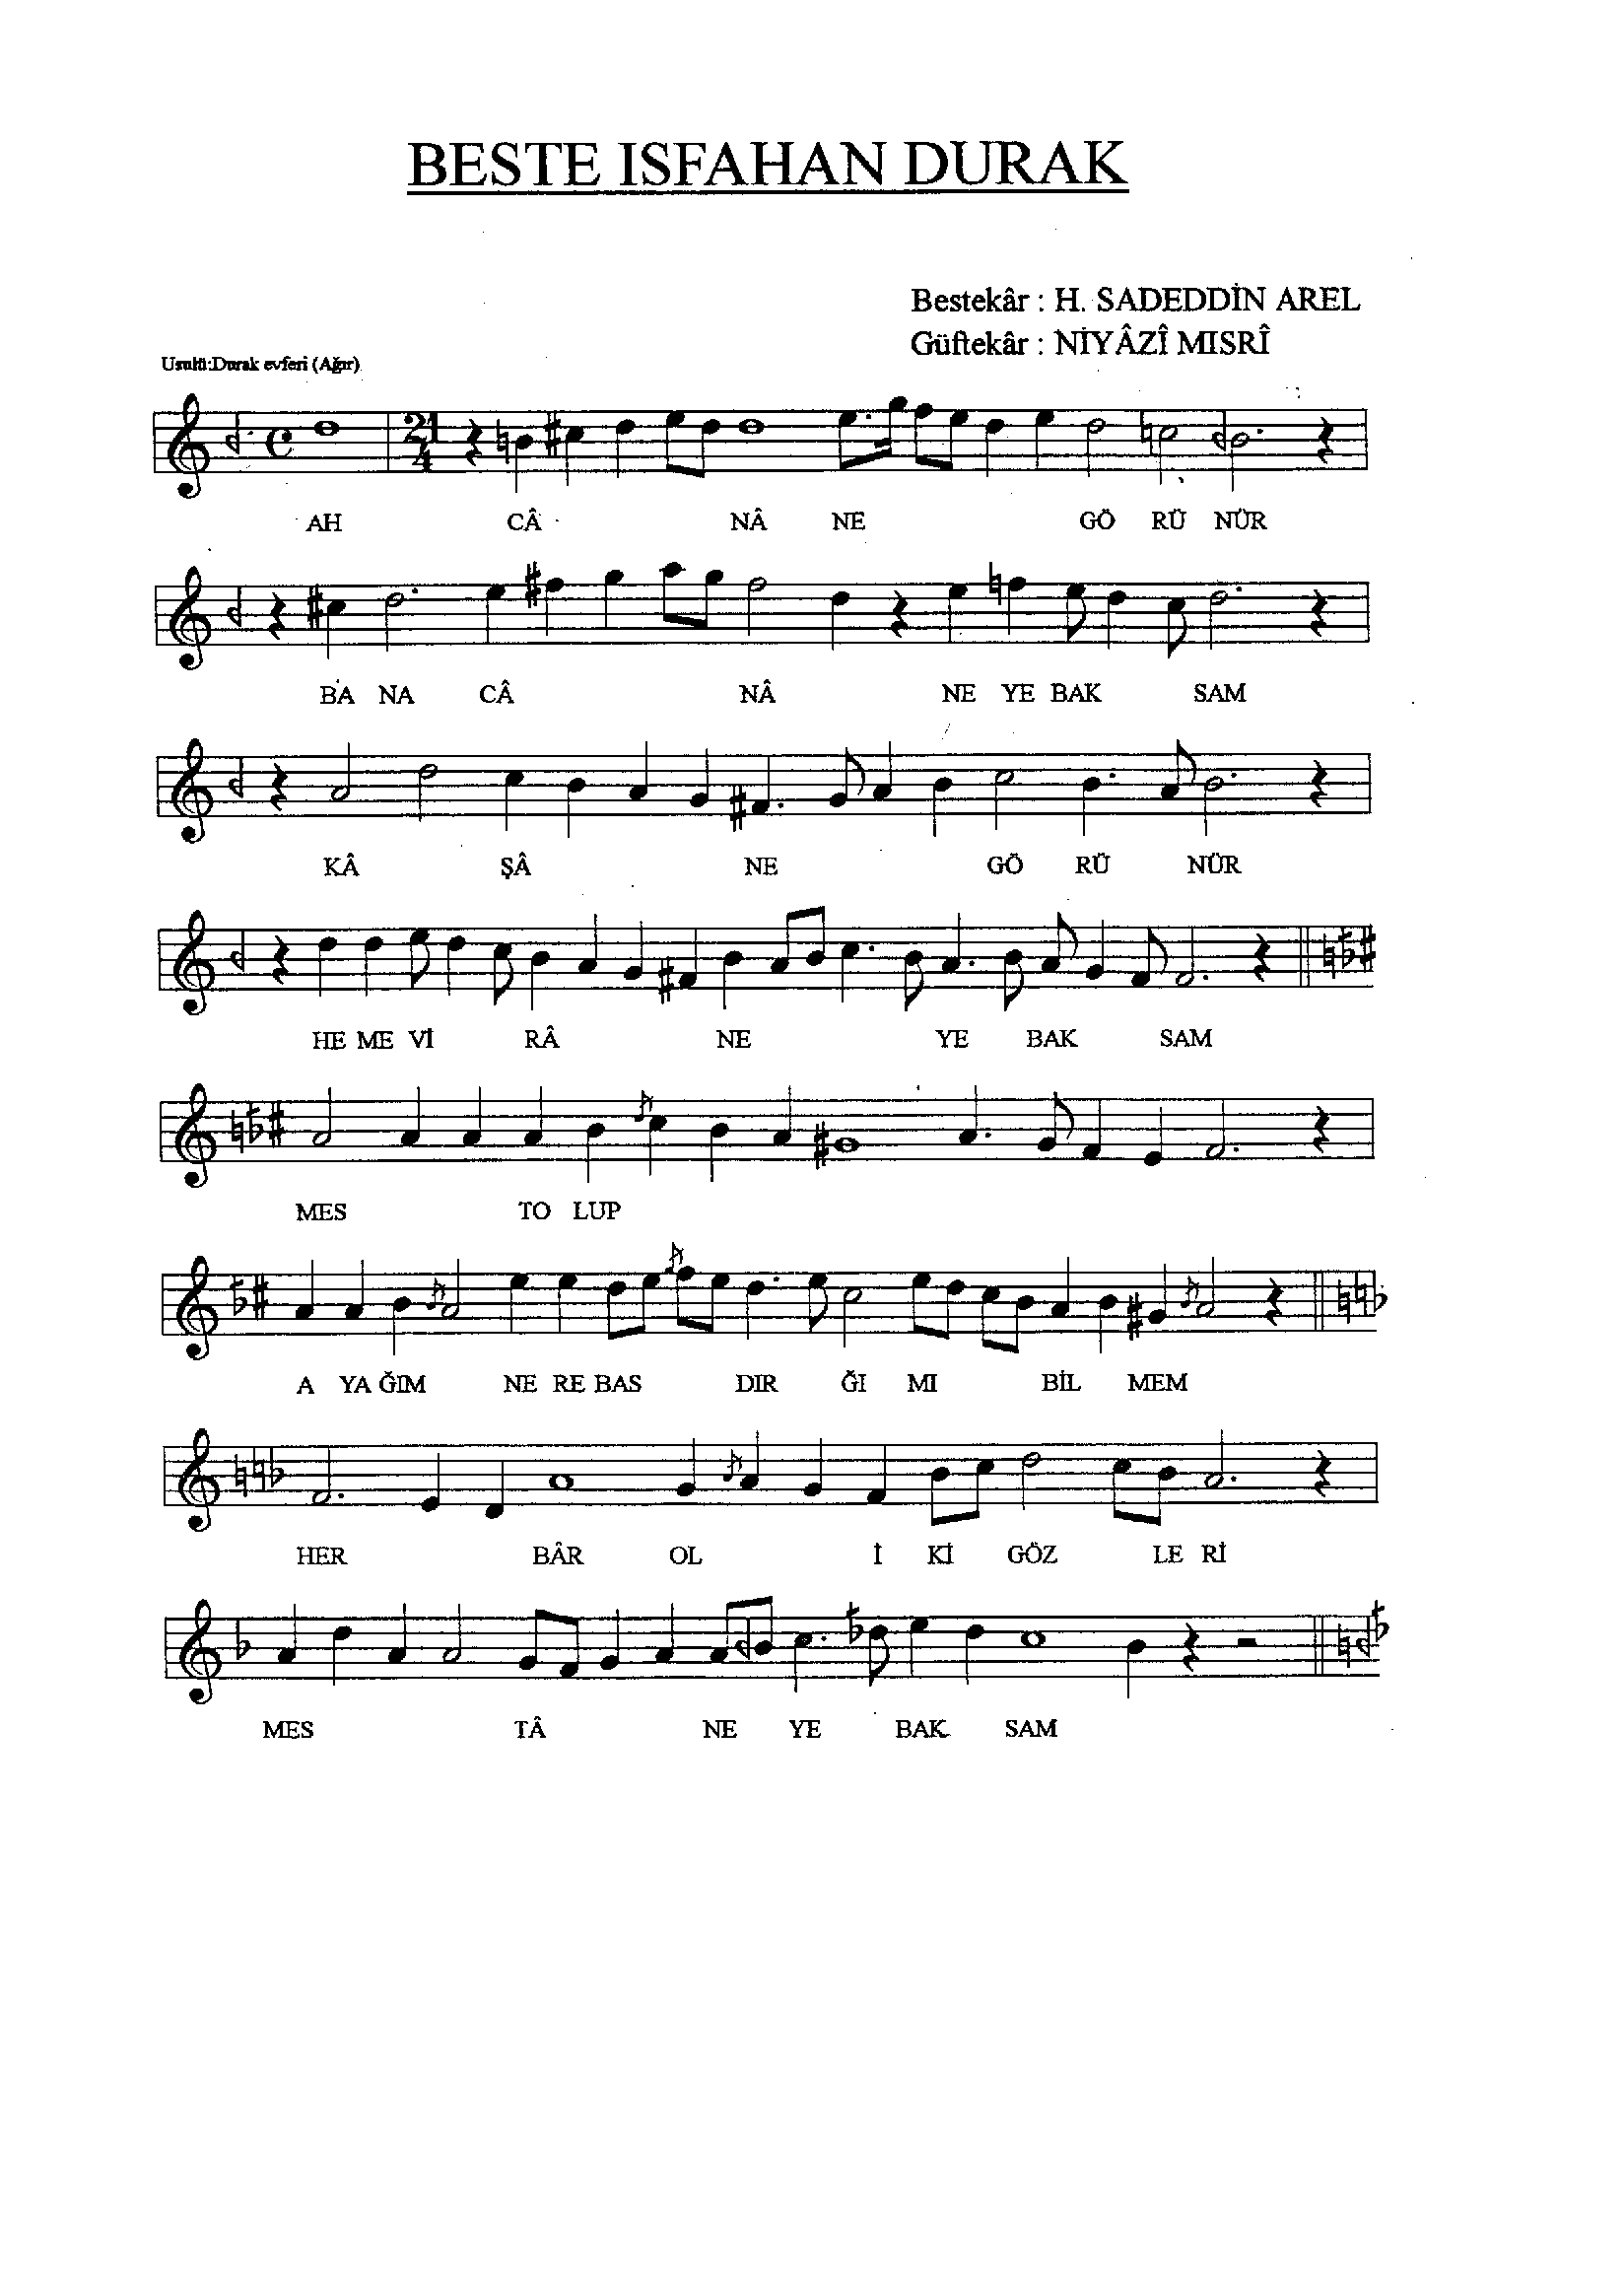 BESTE ISFAHAN DURAK
Bestekâr : H. SADEDDİN AREL
Güftekâr : NİYÂZÎ MISRÎ
Usulü:Durak evferi (Ağır)
21
4
AH CÂ NÂ NE GÖ RÜ NÜR
BA NA CÂ NÂ NE YE BAK SAM
KÂ ŞÂ NE GÖ RÜ NÜR
HE ME Vİ RÂ NE YE BAK SAM
MES TO LUP
A YA ĞIM NE RE BAS DIR ĞI MI BİL MEM
HER BÂR OL İ Kİ GÖZ LE Rİ
MES TÂ NE YE BAK SAM